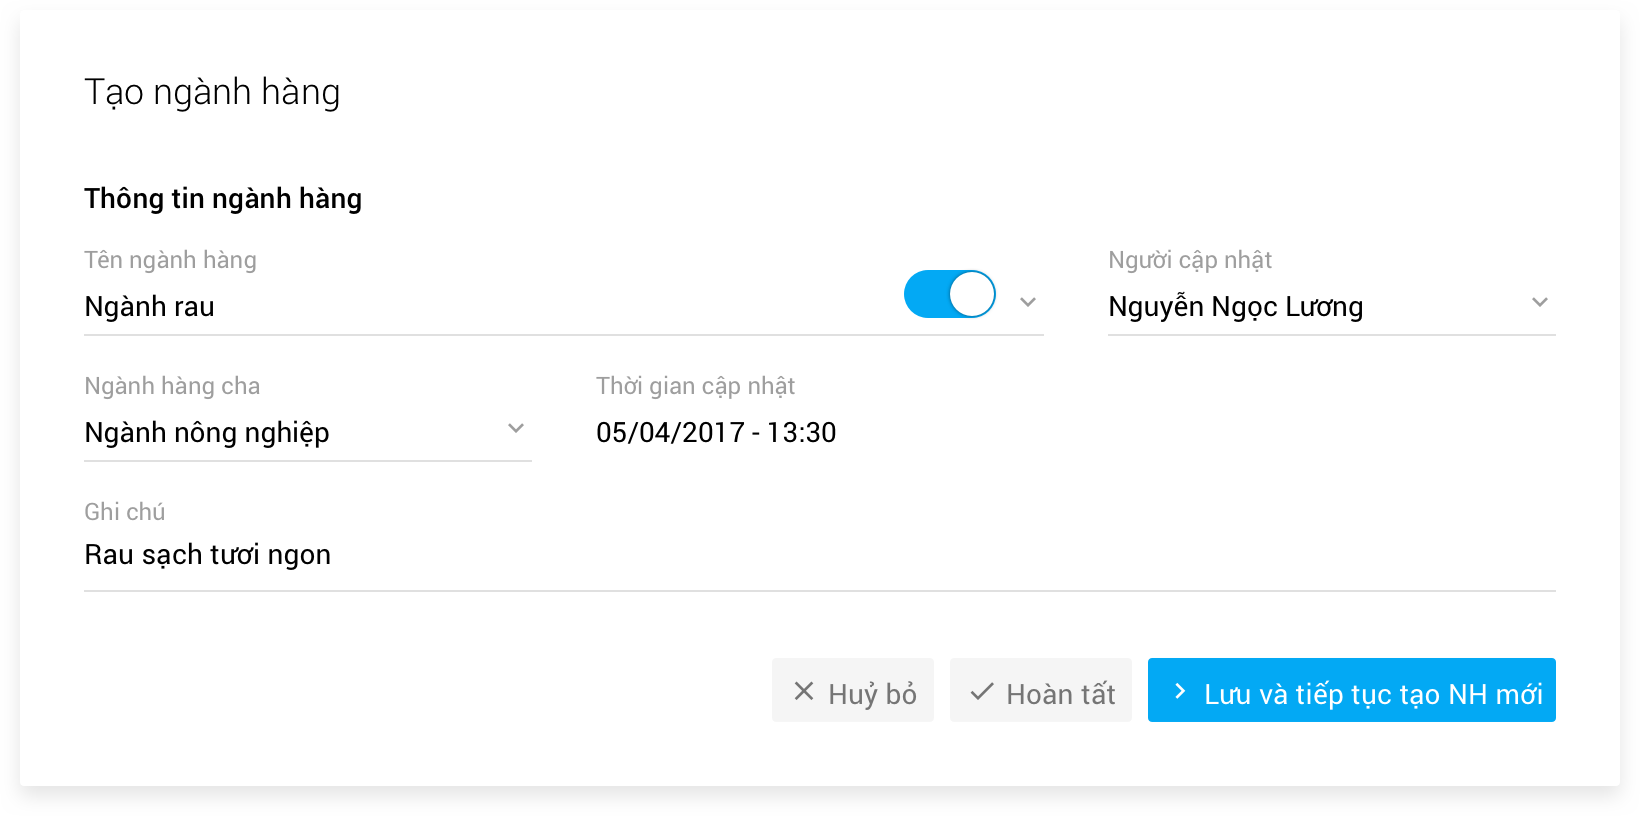 Tạo ngành hàng
Thông tin ngành hàng
Tên ngành hàng
Ngành rau
Người cập nhật
Nguyễn Ngọc Lương
Ngành hàng cha
Ngành nông nghiệp
Thời gian cập nhật
05/04/2017 - 13:30
Ghi chú
Rau sạch tươi ngon
Huỷ bỏ
Hoàn tất
Lưu và tiếp tục tạo NH mới